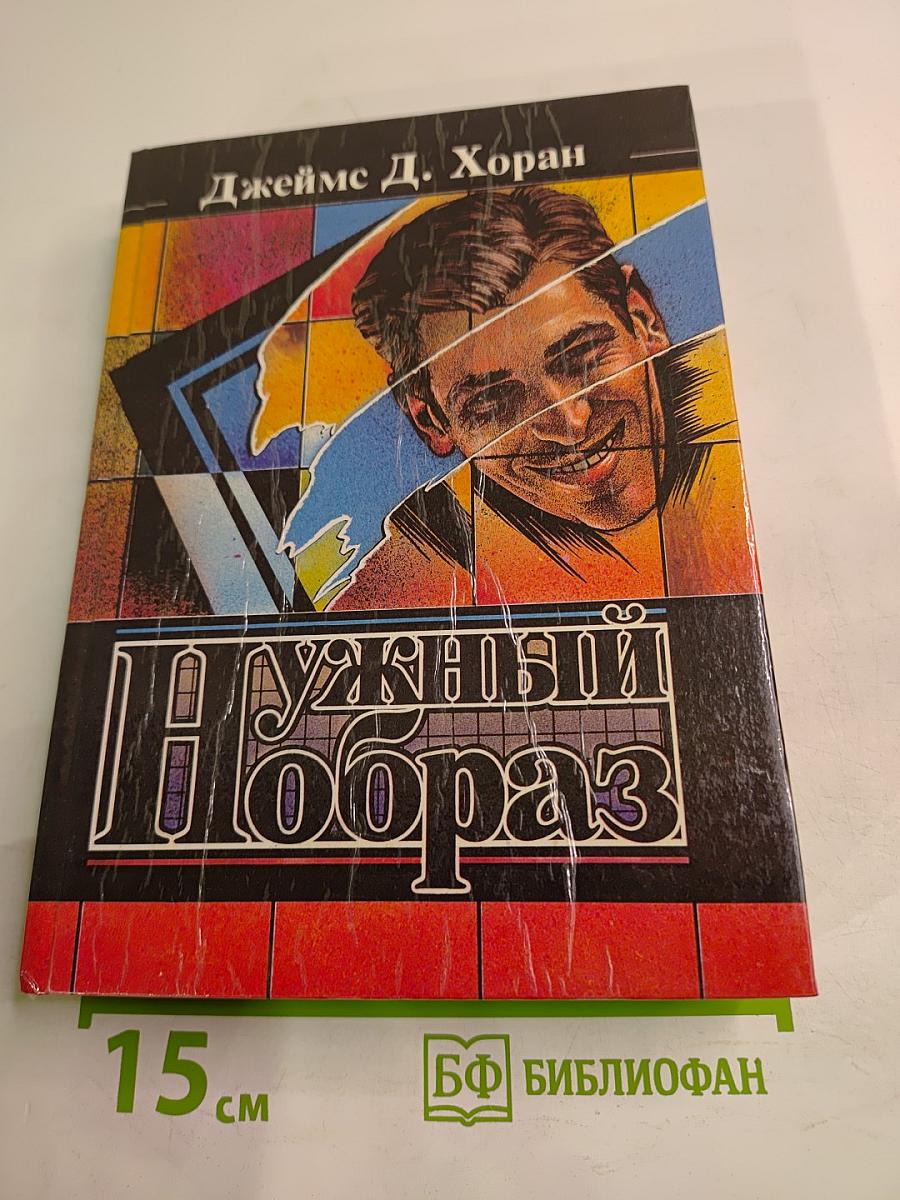 Джеймс Д. Хоран
Нужный
образ
15 см
БФ БИБЛИОФАН